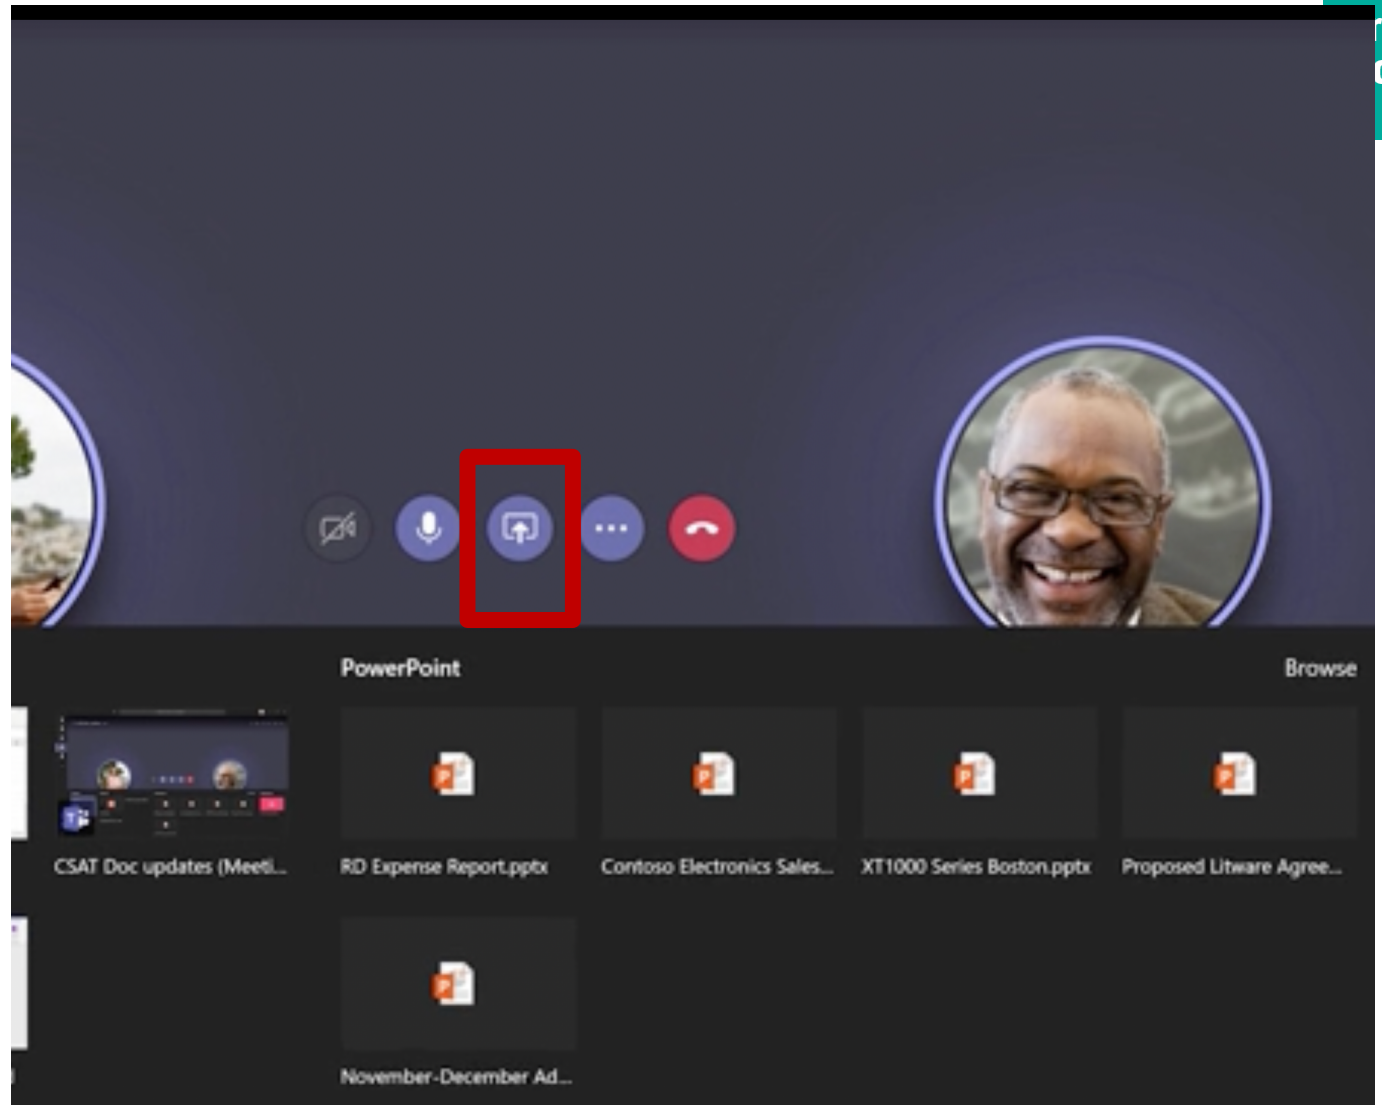 PowerPoint
Browse
CSAT Doc updates (Meeti...
RD Expense Report.pptx
Contoso Electronics Sales...
XT1000 Series Boston.pptx
Proposed Litware Agree...
November-December Ad...